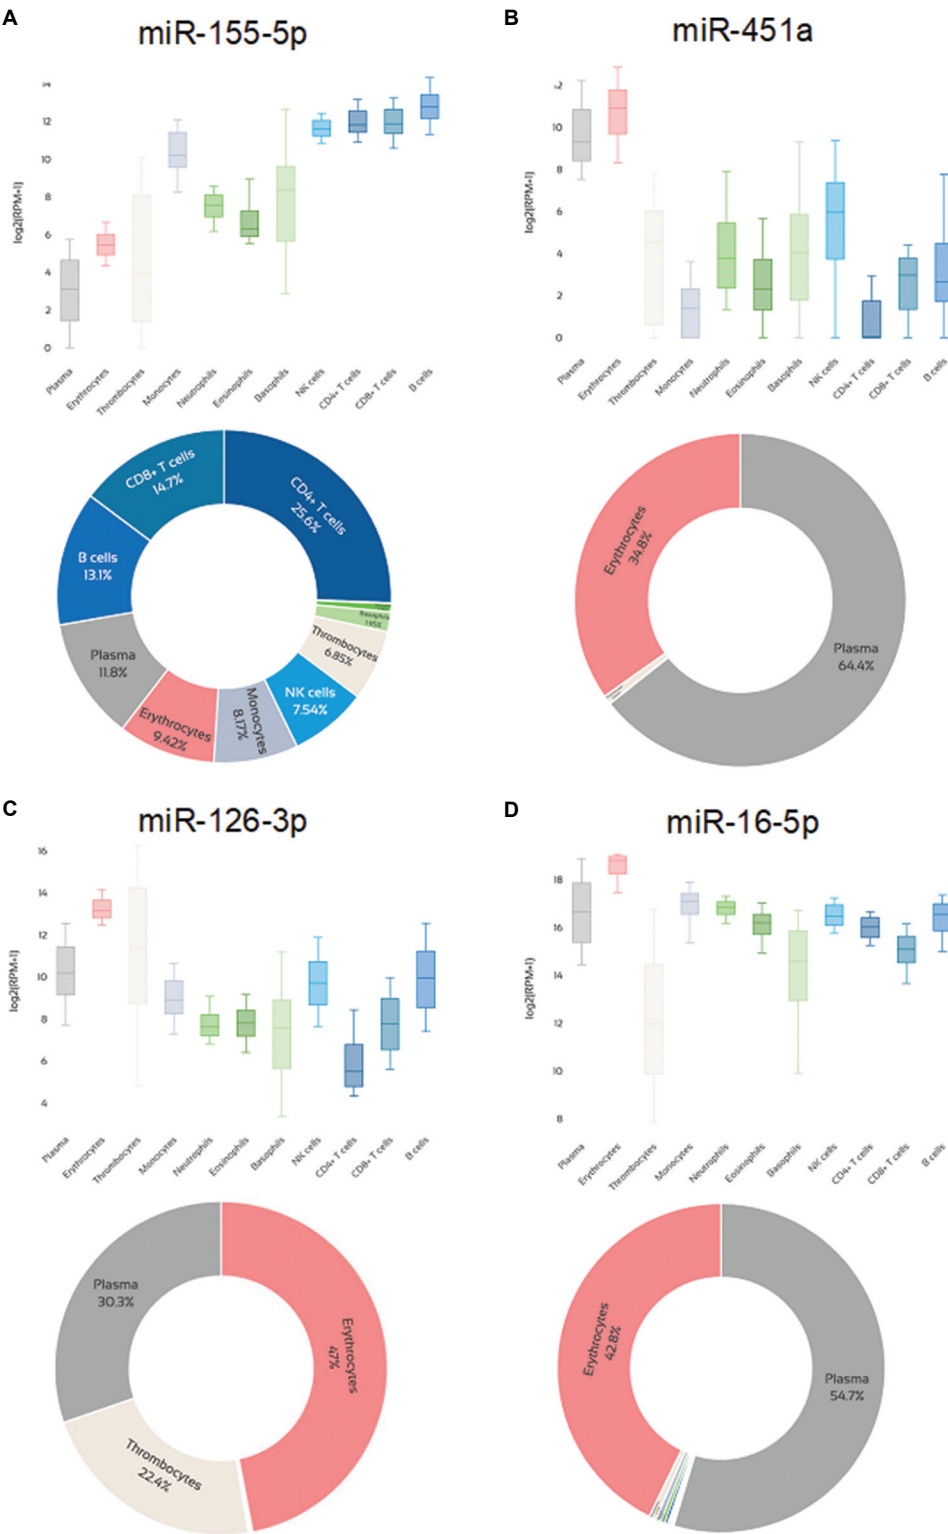 A
miR-155-5p
14
12
10
8
6
4
2
0
log2(RPM+1)
Plasma
Erythrocytes
Thrombocytes
Monocytes
Neutrophils
Eosinophils
Basophils
NK cells
CD4+ T cells
CD8+ T cells
B cells
CD4+ T cells
25.6%
Basophils
1.95%
Thrombocytes
6.85%
NK cells
7.54%
Monocytes
8.17%
Erythrocytes
9.42%
Plasma
11.8%
B cells
13.1%
CD8+ T cells
14.7%
B
miR-451a
12
10
8
6
4
2
0
log2(RPM+1)
Plasma
Erythrocytes
Thrombocytes
Monocytes
Neutrophils
Eosinophils
Basophils
NK cells
CD4+ T cells
CD8+ T cells
B cells
Erythrocytes
34.8%
Plasma
64.4%
C
miR-126-3p
16
14
12
10
8
6
4
log2(RPM+1)
Plasma
Erythrocytes
Thrombocytes
Monocytes
Neutrophils
Eosinophils
Basophils
NK cells
CD4+ T cells
CD8+ T cells
B cells
Plasma
30.3%
Erythrocytes
47%
Thrombocytes
22.4%
D
miR-16-5p
18
16
14
12
10
8
log2(RPM+1)
Plasma
Erythrocytes
Thrombocytes
Monocytes
Neutrophils
Eosinophils
Basophils
NK cells
CD4+ T cells
CD8+ T cells
B cells
Erythrocytes
42.8%
Plasma
54.7%